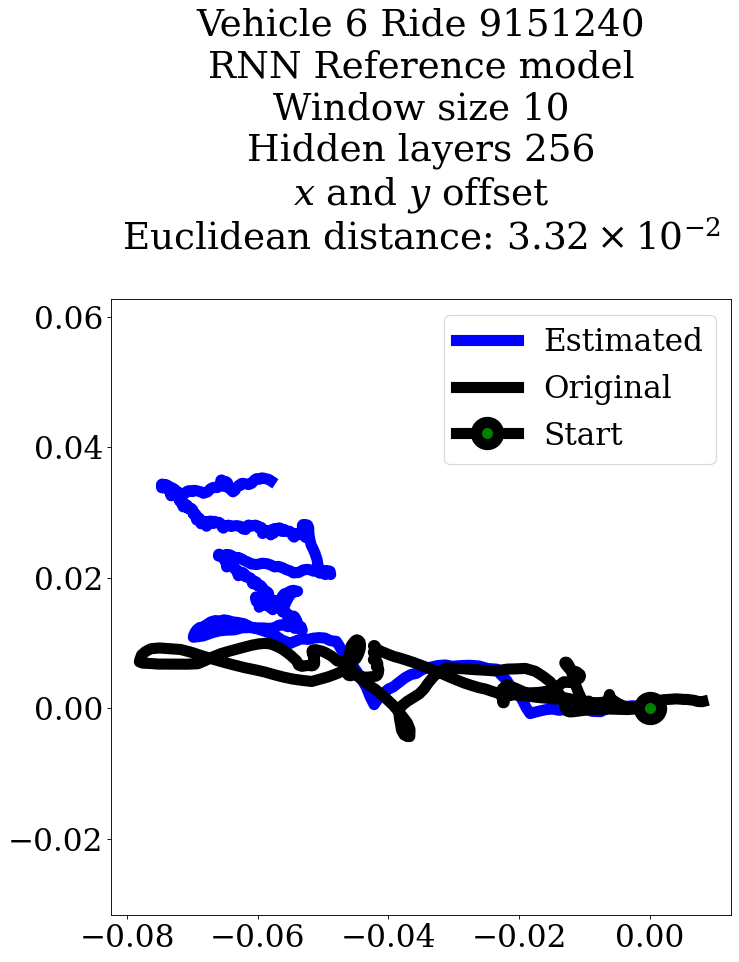 Vehicle 6 Ride 9151240
RNN Reference model
Window size 10
Hidden layers 256
x and y offset
Euclidean distance: 3.32 × 10⁻²
Estimated
Original
Start
0.06
0.04
0.02
0.00
−0.02
−0.08
−0.06
−0.04
−0.02
0.00